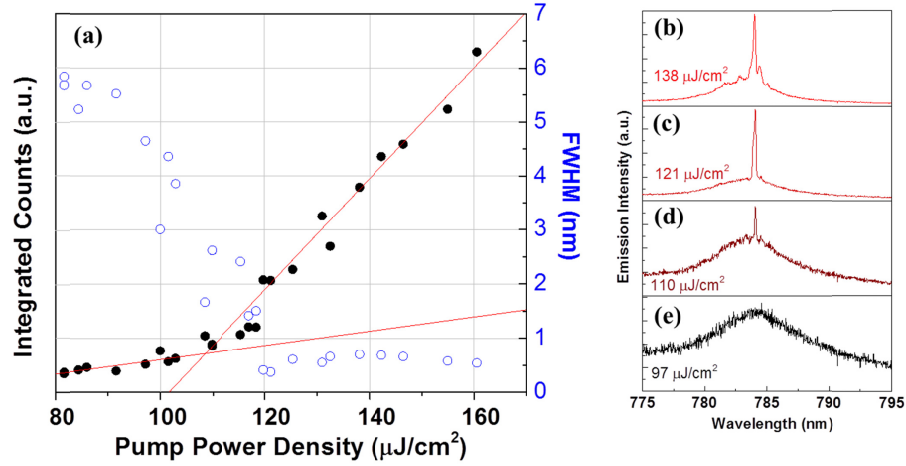 (a)
Integrated Counts (a.u.)
7
6
5
4
3
2
1
0
FWHM (nm)
80 100 120 140 160
Pump Power Density (µJ/cm²)
(b)
138 µJ/cm²
(c)
121 µJ/cm²
(d)
110 µJ/cm²
(e)
97 µJ/cm²
Emission Intensity (a.u.)
775 780 785 790 795
Wavelength (nm)